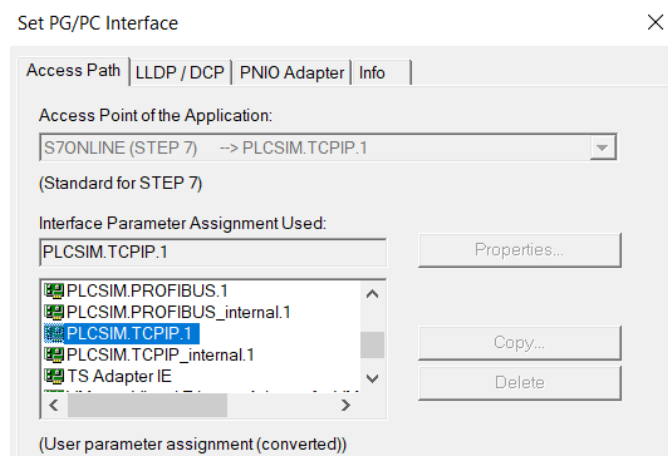 Set PG/PC Interface
Access Path LLDP / DCP PNIO Adapter Info
Access Point of the Application:
S7ONLINE (STEP 7) --> PLCSIM.TCPIP.1
(Standard for STEP 7)
Interface Parameter Assignment Used:
PLCSIM.TCPIP.1
Properties...
PLCSIM.PROFIBUS.1
PLCSIM.PROFIBUS_internal.1
PLCSIM.TCPIP.1
PLCSIM.TCPIP_internal.1
TS Adapter IE
Copy...
Delete
(User parameter assignment (converted))